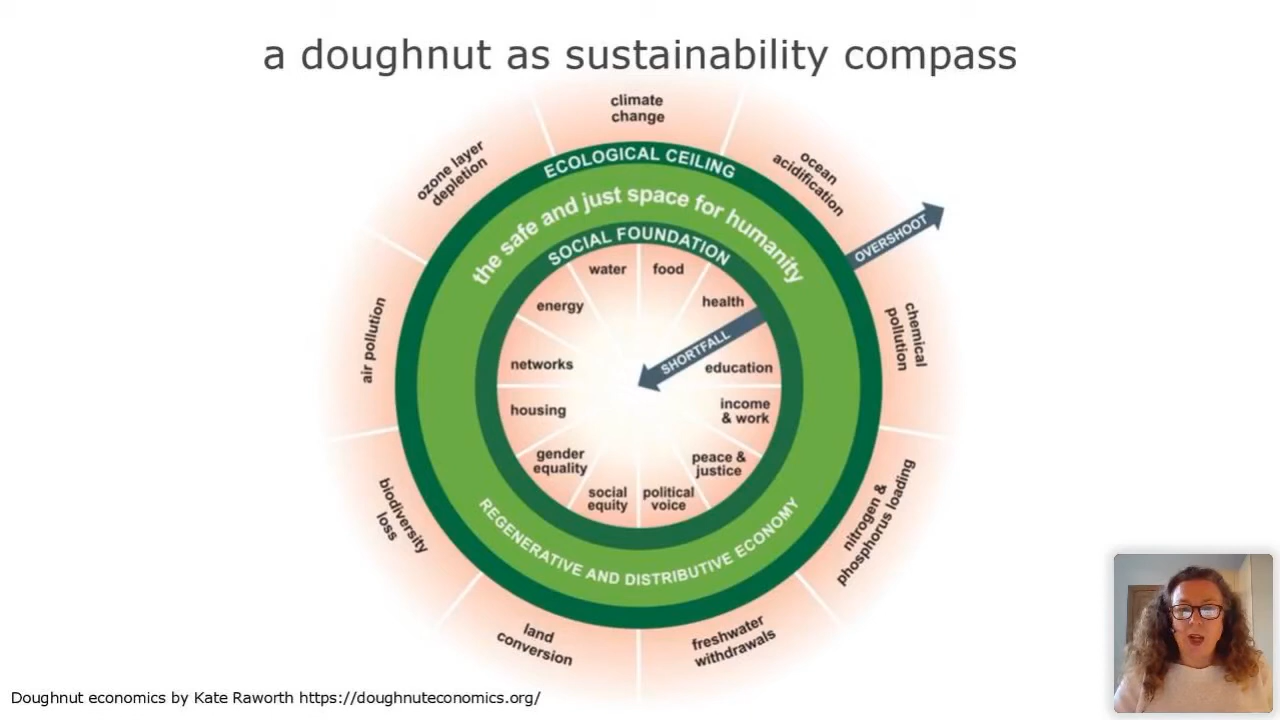 a doughnut as sustainability compass
climate
change
ozone layer
depletion
ocean
acidification
ECOLOGICAL CEILING
the safe and just space for humanity
SOCIAL FOUNDATION
OVERSHOOT
water
food
energy
health
SHORTFALL
air pollution
chemical
pollution
networks
education
housing
income
& work
gender
equality
peace &
justice
social
equity
political
voice
biodiversity
loss
nitrogen &
phosphorus loading
REGENERATIVE AND DISTRIBUTIVE ECONOMY
land
conversion
freshwater
withdrawals
Doughnut economics by Kate Raworth https://doughnuteconomics.org/